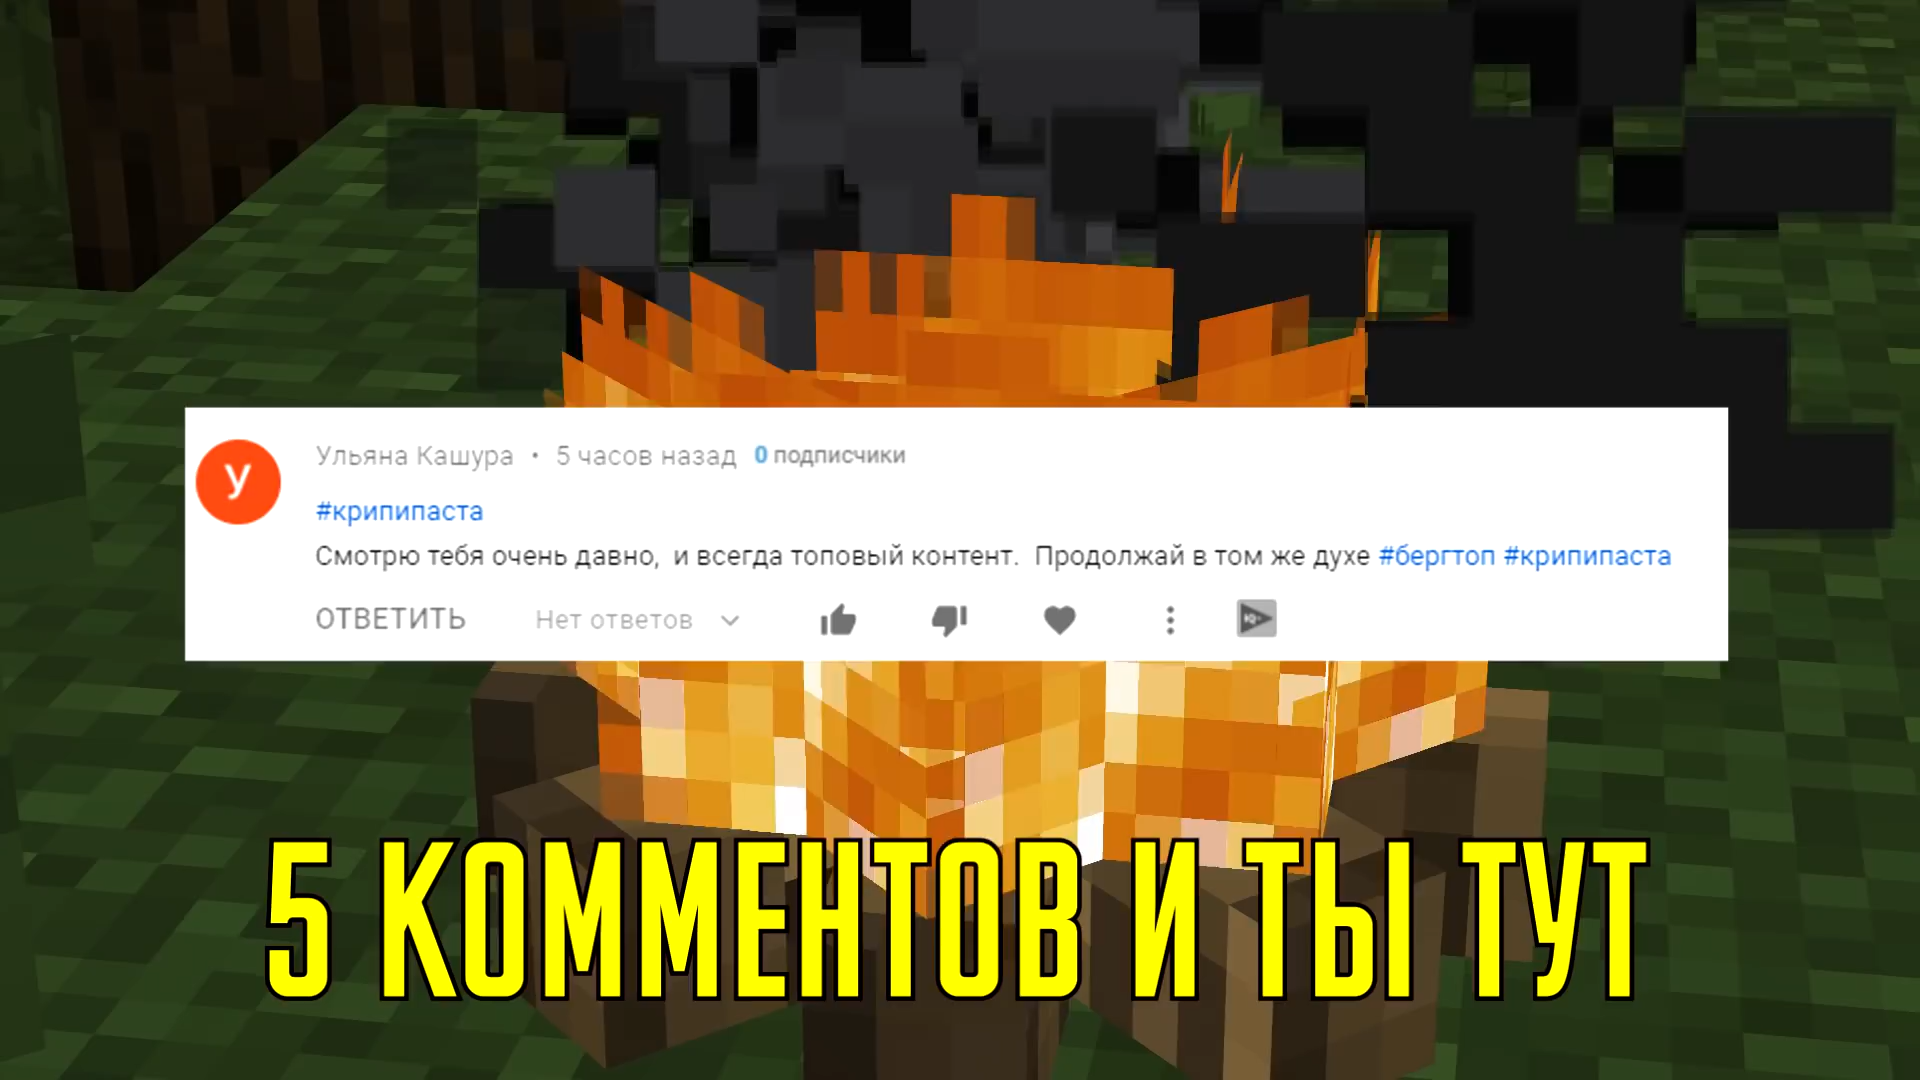 У
Ульяна Кашура • 5 часов назад 0 подписчики
#крипипаста
Смотрю тебя очень давно, и всегда топовый контент. Продолжай в том же духе #бергтоп #крипипаста
ОТВЕТИТЬ Нет ответов
5 КОММЕНТОВ И ТЫ ТУТ